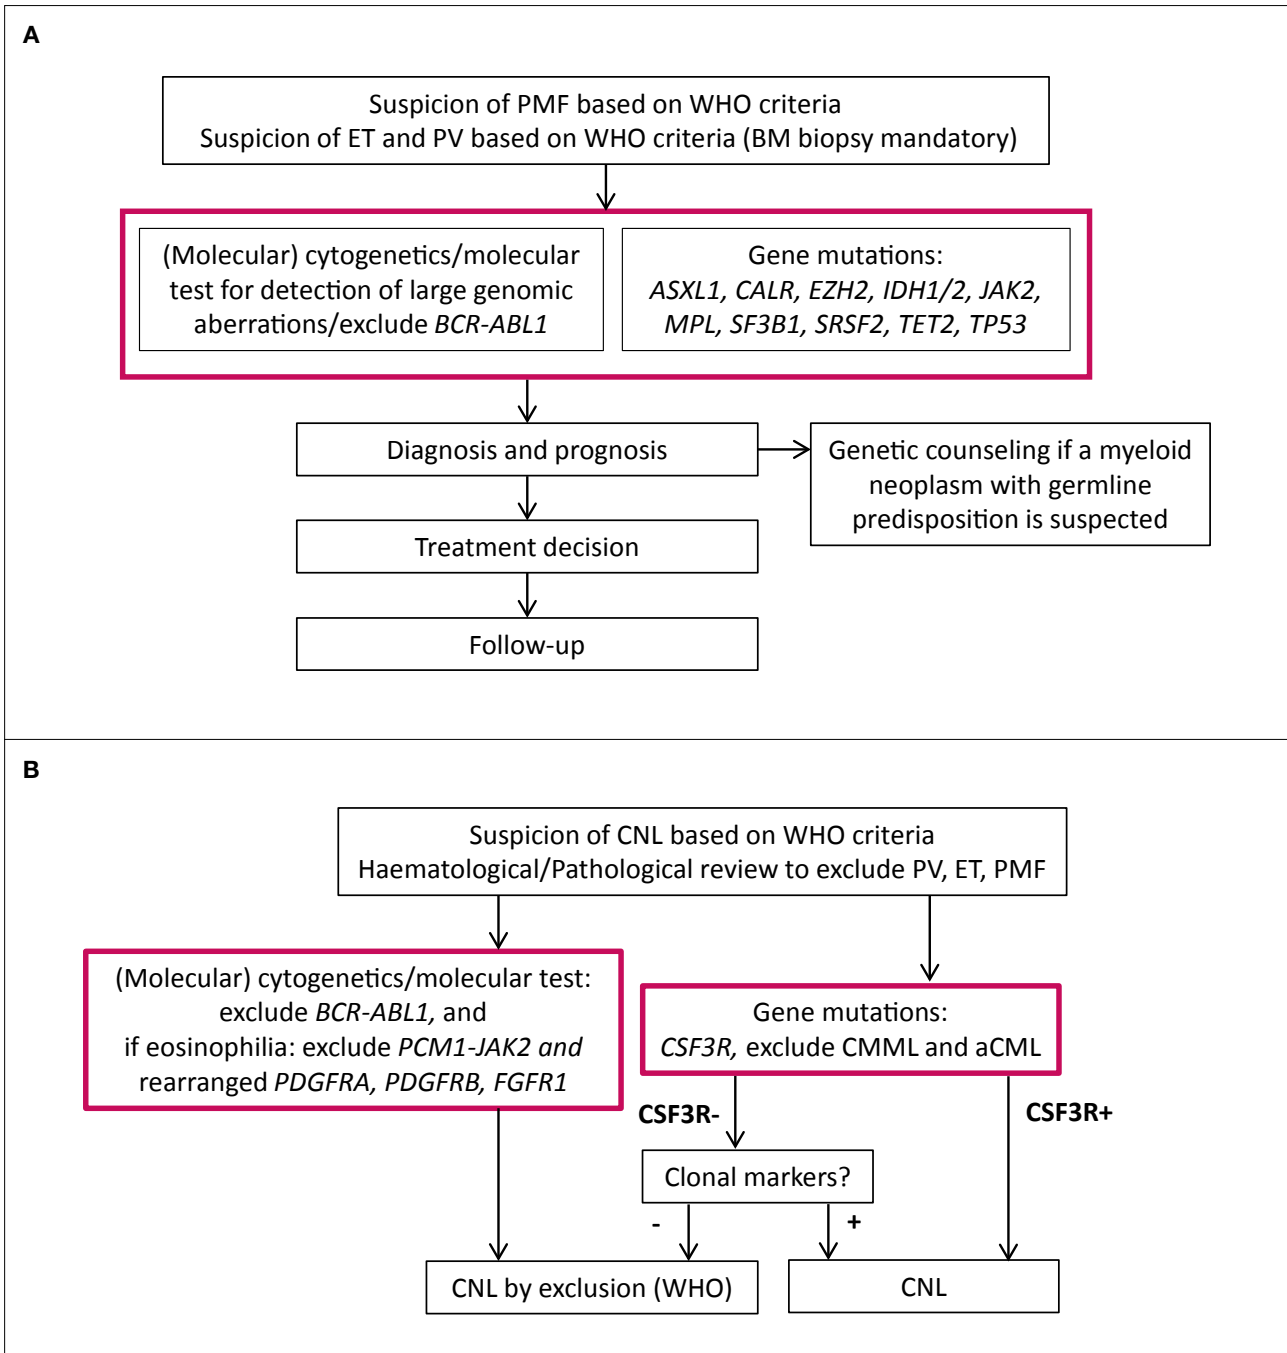 A
Suspicion of PMF based on WHO criteria
Suspicion of ET and PV based on WHO criteria (BM biopsy mandatory)
(Molecular) cytogenetics/molecular
test for detection of large genomic
aberrations/exclude BCR-ABL1
Gene mutations:
ASXL1, CALR, EZH2, IDH1/2, JAK2,
MPL, SF3B1, SRSF2, TET2, TP53
Diagnosis and prognosis
Genetic counseling if a myeloid
neoplasm with germline
predisposition is suspected
Treatment decision
Follow-up
B
Suspicion of CNL based on WHO criteria
Haematological/Pathological review to exclude PV, ET, PMF
(Molecular) cytogenetics/molecular test:
exclude BCR-ABL1, and
if eosinophilia: exclude PCM1-JAK2 and
rearranged PDGFRA, PDGFRB, FGFR1
Gene mutations:
CSF3R, exclude CMML and aCML
CSF3R-
CSF3R+
Clonal markers?
-
+
CNL by exclusion (WHO)
CNL